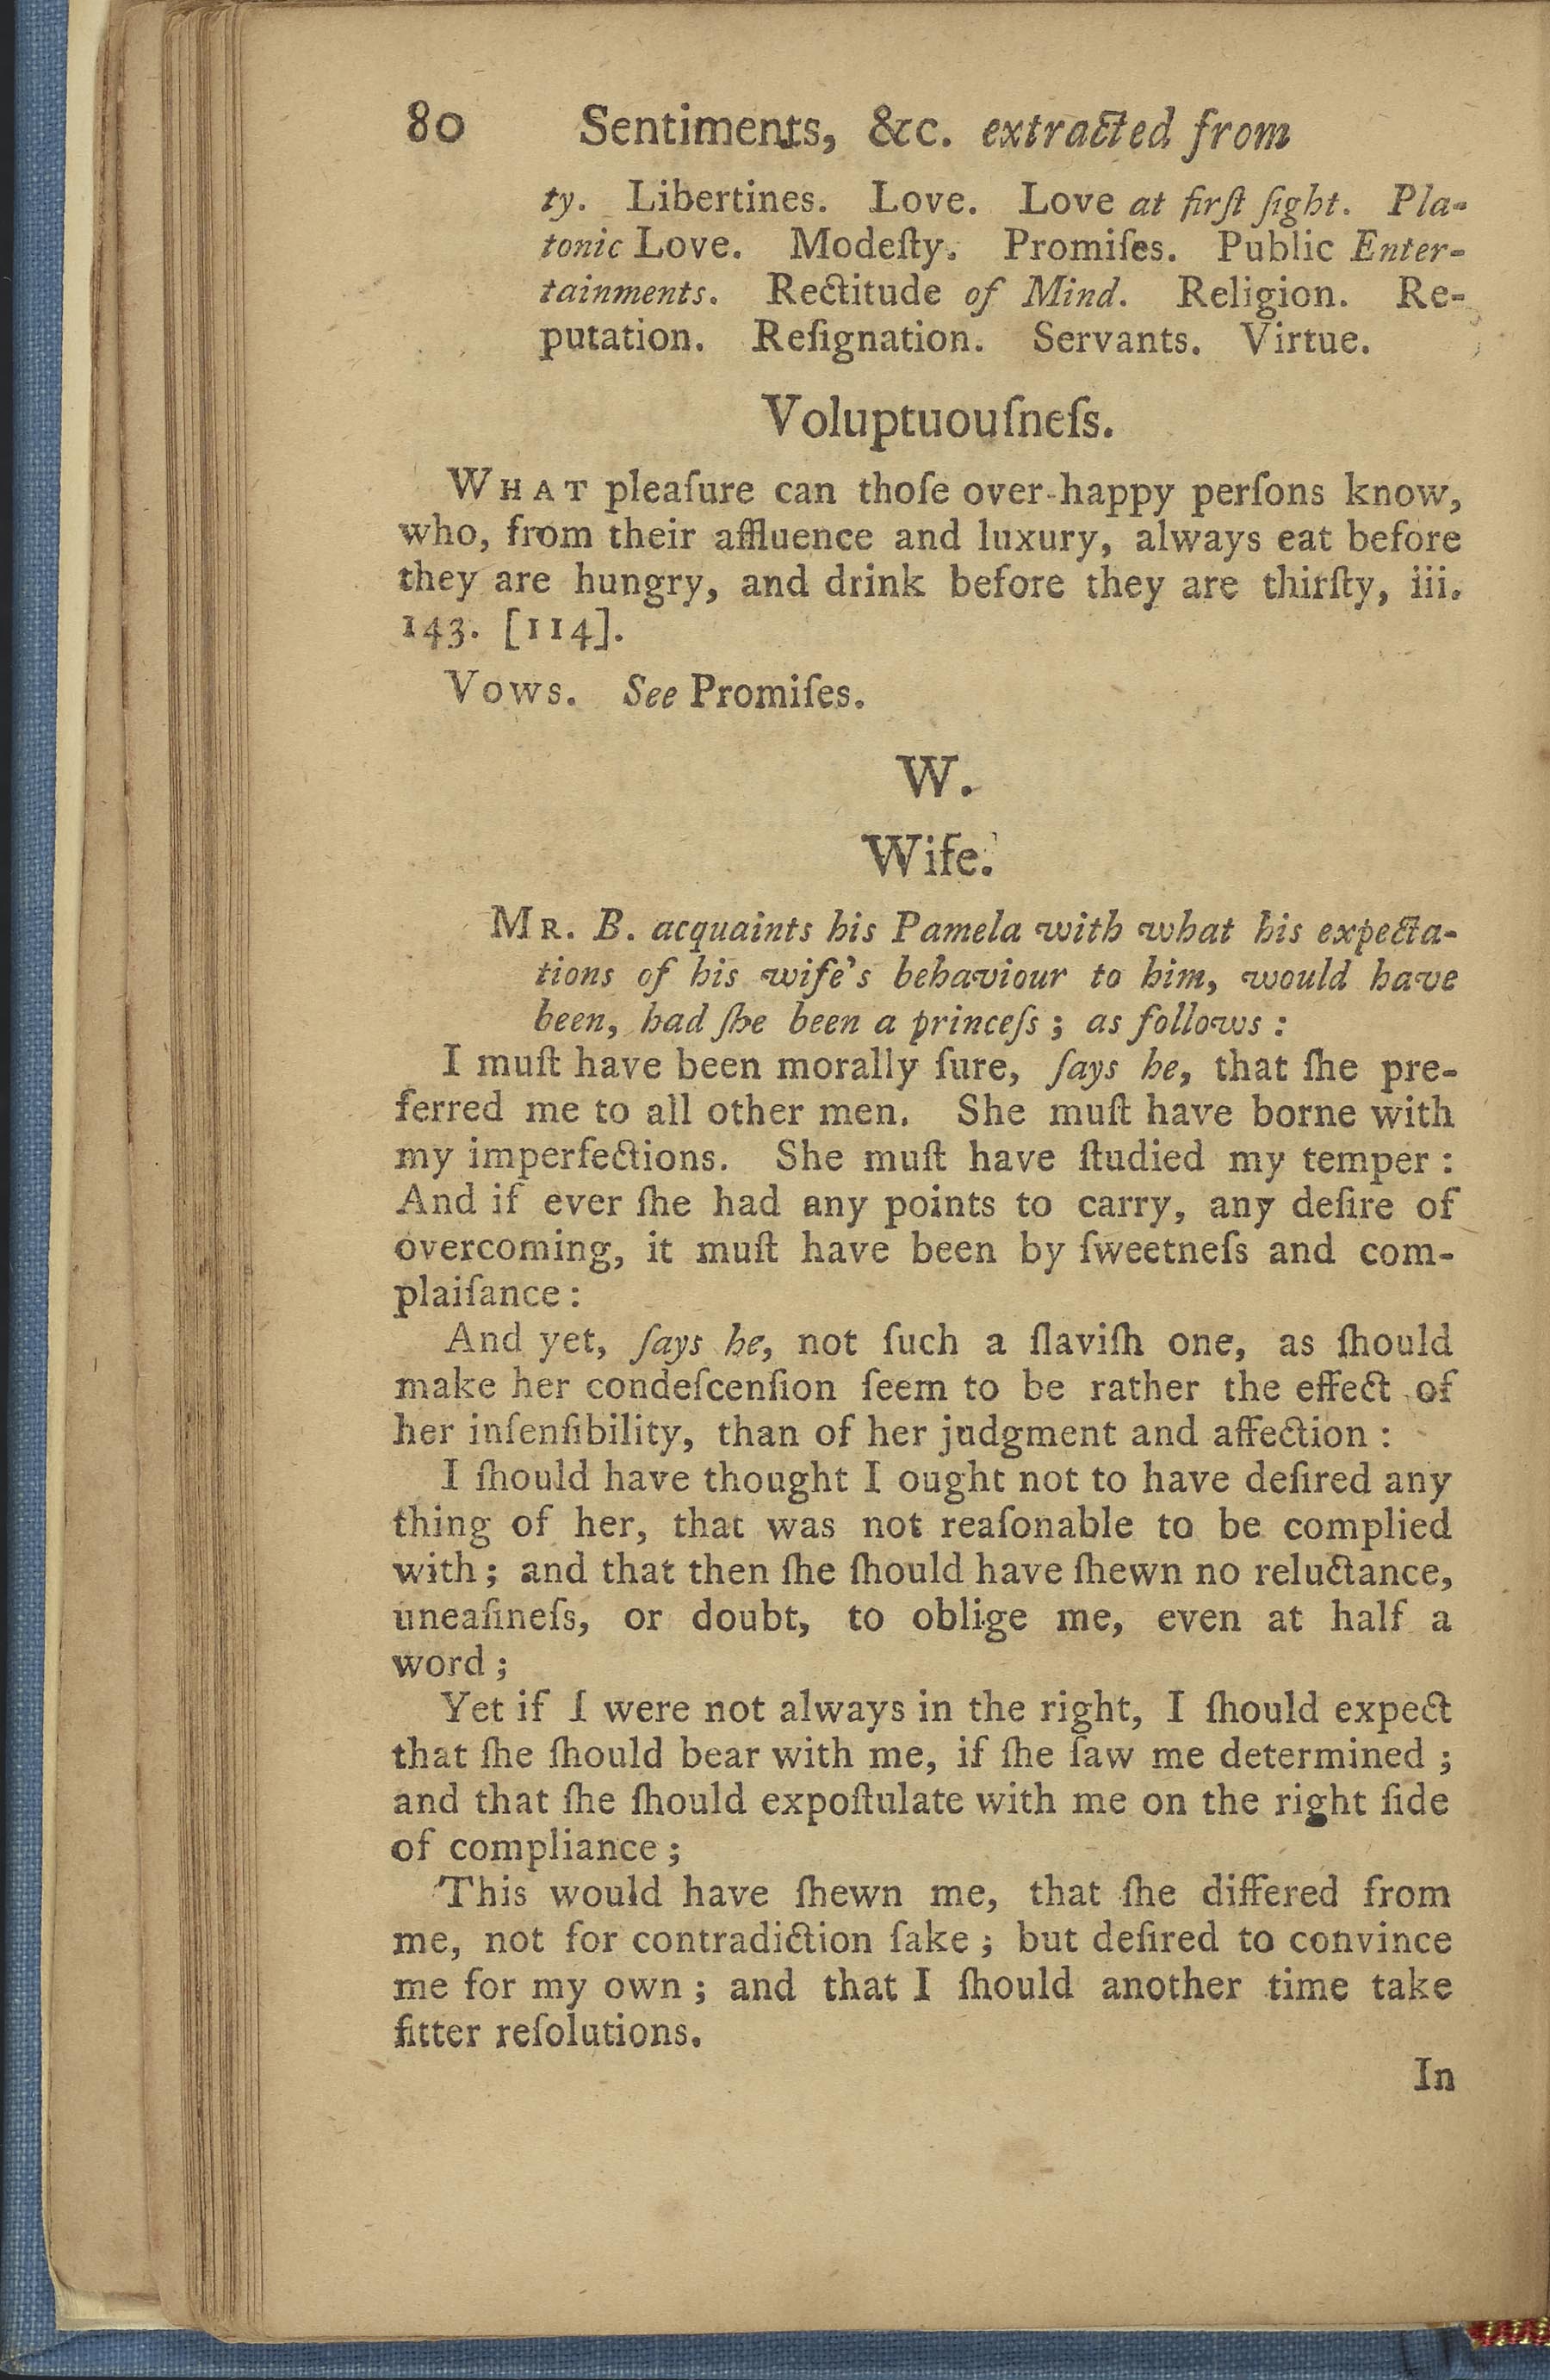 80 Sentiments, &c. extracted from
ty. Libertines. Love. Love at firſt ſight. Pla-
tonic Love. Modeſty. Promiſes. Public Enter-
tainments. Rectitude of Mind. Religion. Re-
putation. Reſignation. Servants. Virtue.
Voluptuouſneſs.
WHAT pleaſure can thoſe over-happy perſons know,
who, from their affluence and luxury, always eat before
they are hungry, and drink before they are thirſty, iii.
143. [114].
Vows. See Promiſes.
W.
Wife.
MR. B. acquaints his Pamela with what his expecta-
tions of his wife's behaviour to him, would have
been, had ſhe been a princeſs; as follows:
I muſt have been morally ſure, ſays he, that ſhe pre-
ferred me to all other men. She muſt have borne with
my imperfections. She muſt have ſtudied my temper:
And if ever ſhe had any points to carry, any deſire of
overcoming, it muſt have been by ſweetneſs and com-
plaiſance:
And yet, ſays he, not ſuch a ſlaviſh one, as ſhould
make her condeſcenſion ſeem to be rather the effect of
her inſenſibility, than of her judgment and affection:
I ſhould have thought I ought not to have deſired any
thing of her, that was not reaſonable to be complied
with; and that then ſhe ſhould have ſhewn no reluctance,
uneaſineſs, or doubt, to oblige me, even at half a
word;
Yet if I were not always in the right, I ſhould expect
that ſhe ſhould bear with me, if ſhe ſaw me determined;
and that ſhe ſhould expoſtulate with me on the right ſide
of compliance;
This would have ſhewn me, that ſhe differed from
me, not for contradiction ſake; but deſired to convince
me for my own; and that I ſhould another time take
fitter reſolutions.
In